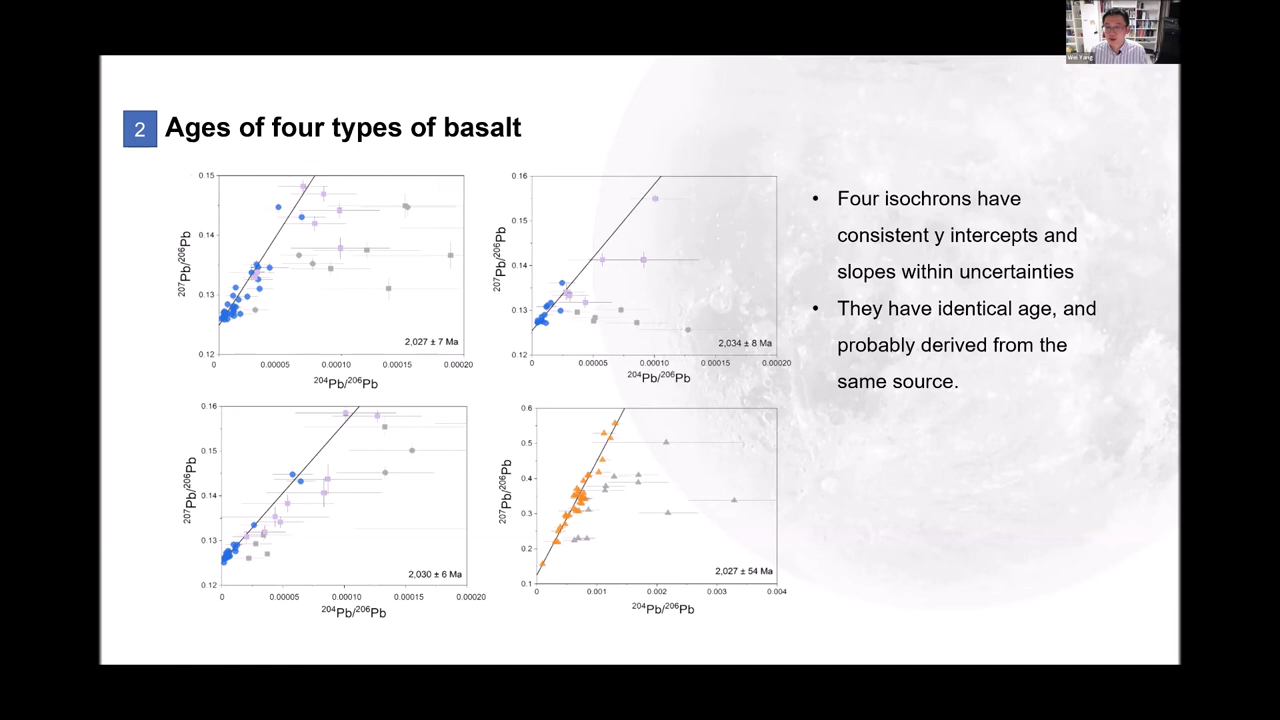 Wei Yang
2 Ages of four types of basalt
0.15
0.14
0.13
0.12
²⁰⁷Pb/²⁰⁶Pb
2,027 ± 7 Ma
0 0.00005 0.00010 0.00015 0.00020
²⁰⁴Pb/²⁰⁶Pb
0.16
0.15
0.14
0.13
0.12
²⁰⁷Pb/²⁰⁶Pb
2,034 ± 8 Ma
0 0.00005 0.00010 0.00015 0.00020
²⁰⁴Pb/²⁰⁶Pb
0.16
0.15
0.14
0.13
0.12
²⁰⁷Pb/²⁰⁶Pb
2,030 ± 6 Ma
0 0.00005 0.00010 0.00015 0.00020
²⁰⁴Pb/²⁰⁶Pb
0.6
0.5
0.4
0.3
0.2
0.1
²⁰⁷Pb/²⁰⁶Pb
2,027 ± 54 Ma
0 0.001 0.002 0.003 0.004
²⁰⁴Pb/²⁰⁶Pb
• Four isochrons have
consistent y intercepts and
slopes within uncertainties
• They have identical age, and
probably derived from the
same source.